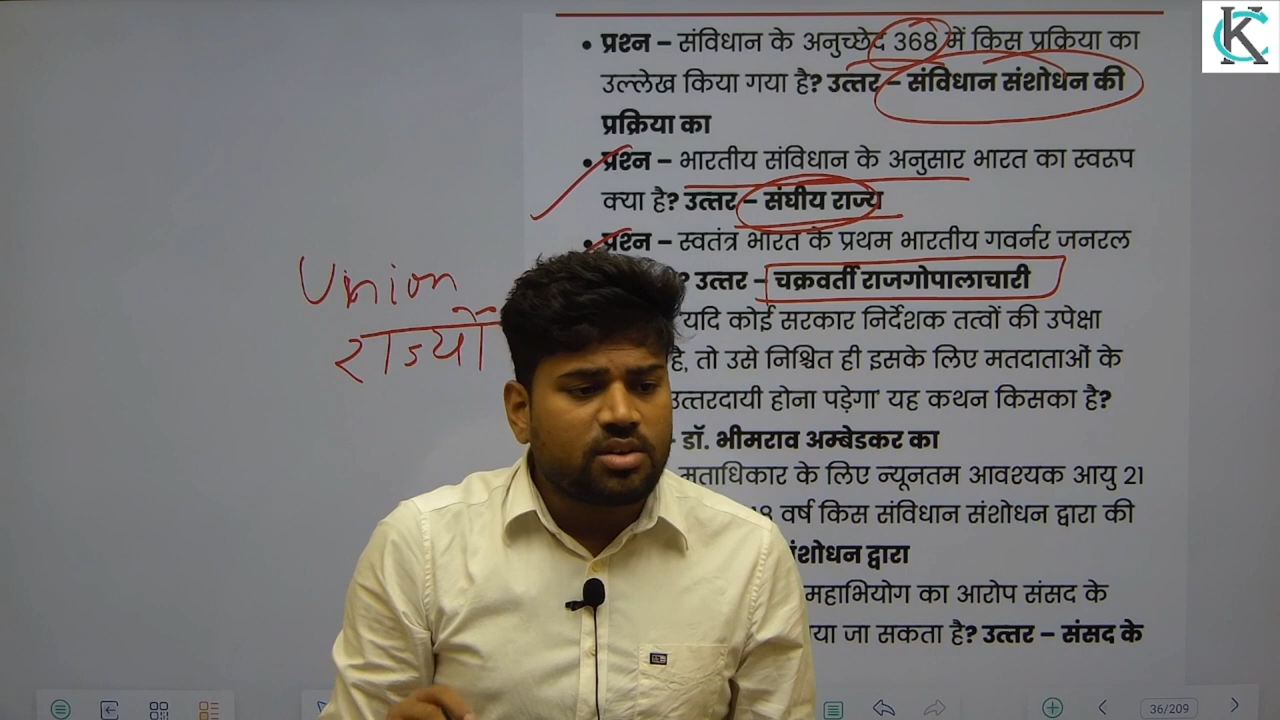 • प्रश्न – संविधान के अनुच्छेद 368 में किस प्रक्रिया का
उल्लेख किया गया है? उत्तर – संविधान संशोधन की
प्रक्रिया का
• प्रश्न – भारतीय संविधान के अनुसार भारत का स्वरूप
क्या है? उत्तर – संघीय राज्य
• प्रश्न – स्वतंत्र भारत के प्रथम भारतीय गवर्नर जनरल
? उत्तर – चक्रवर्ती राजगोपालाचारी
यदि कोई सरकार निर्देशक तत्वों की उपेक्षा
है, तो उसे निश्चित ही इसके लिए मतदाताओं के
उत्तरदायी होना पड़ेगा' यह कथन किसका है?
डॉ. भीमराव अम्बेडकर का
मताधिकार के लिए न्यूनतम आवश्यक आयु 21
18 वर्ष किस संविधान संशोधन द्वारा की
द्वारा
महाभियोग का आरोप संसद के
जा सकता है? उत्तर – संसद के
Union
राज्यों
KC
36/209